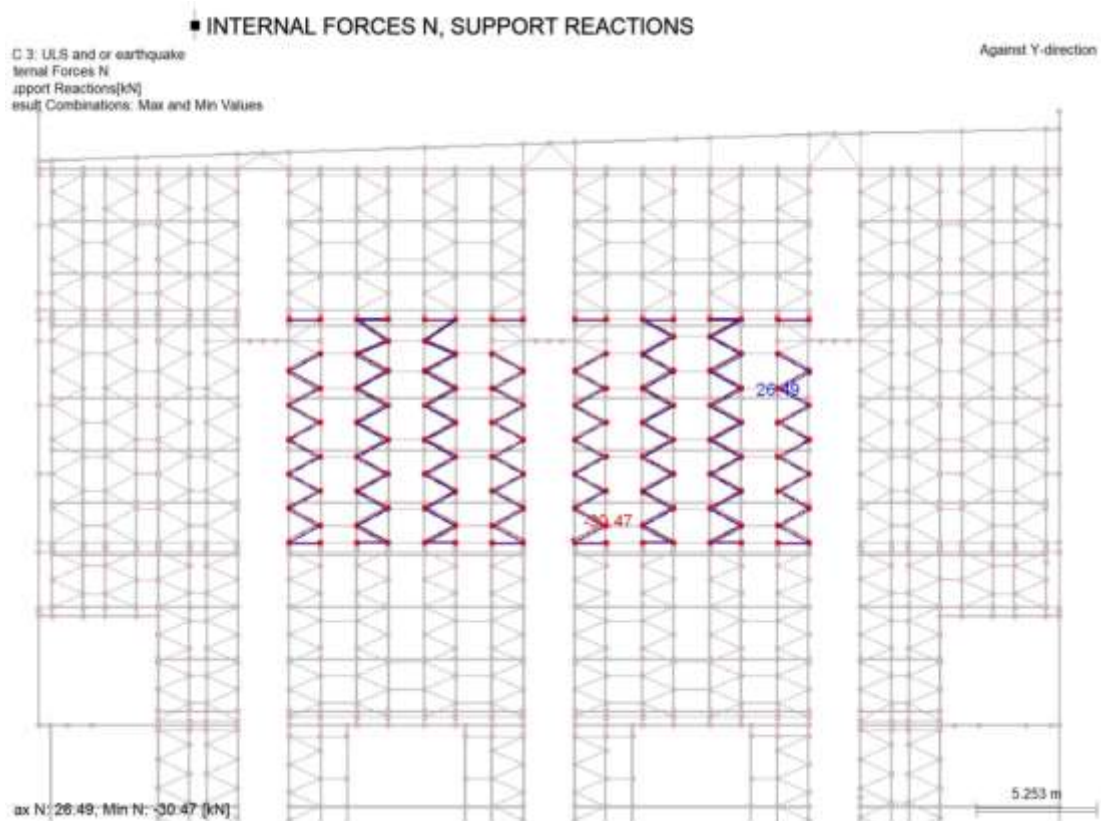 INTERNAL FORCES N, SUPPORT REACTIONS
C 3: ULS and or earthquake
Against Y-direction
ternal Forces N
upport Reactions[kN]
esult Combinations: Max and Min Values
26.49
-30.47
5.253 m
ax N: 26.49, Min N: -30.47 [kN]